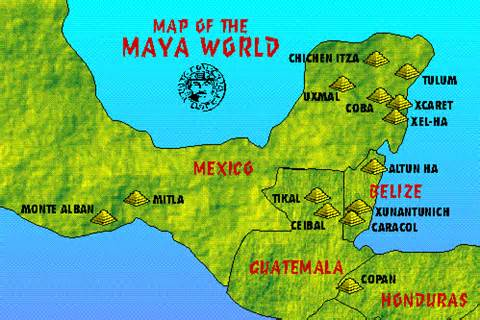 MAP OF THE
MAYA WORLD
CHICHEN ITZA
TULUM
UXMAL
COBA
XCARET
XEL-HA
MEXICO
ALTUN HA
BELIZE
TIKAL
MITLA
MONTE ALBAN
XUNANTUNICH
CEIBAL
CARACOL
GUATEMALA
COPAN
HONDURAS